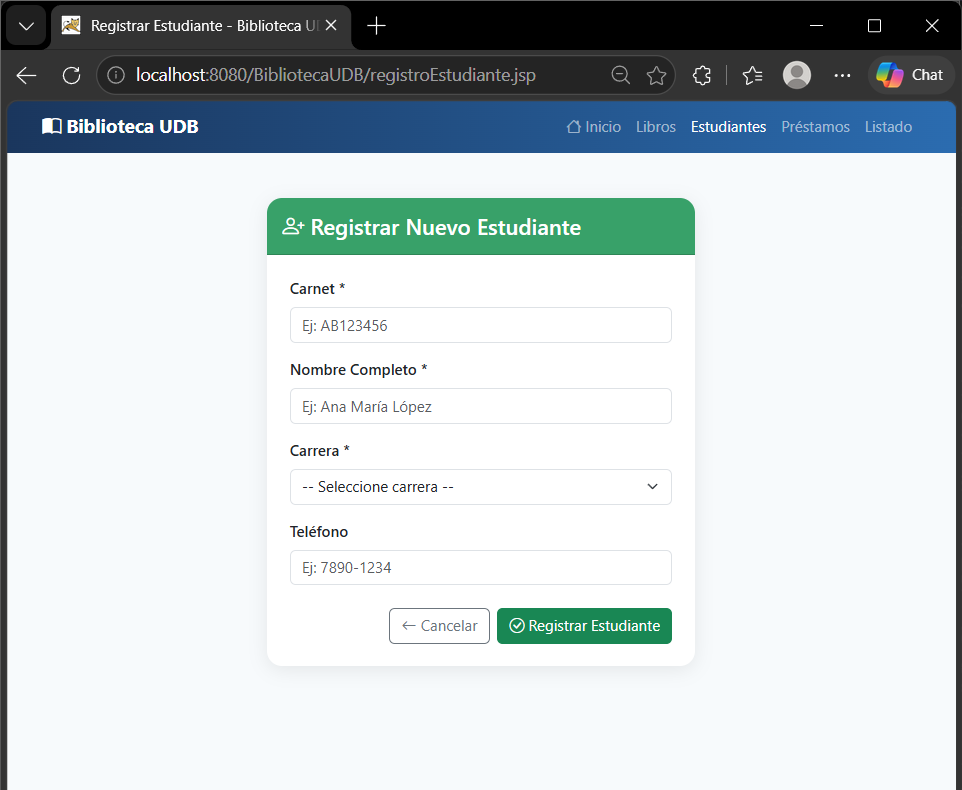 Registrar Estudiante - Biblioteca U
localhost:8080/BibliotecaUDB/registroEstudiante.jsp
Chat
Biblioteca UDB
Inicio Libros Estudiantes Préstamos Listado
Registrar Nuevo Estudiante
Carnet *
Ej: AB123456
Nombre Completo *
Ej: Ana María López
Carrera *
-- Seleccione carrera --
Teléfono
Ej: 7890-1234
← Cancelar Registrar Estudiante